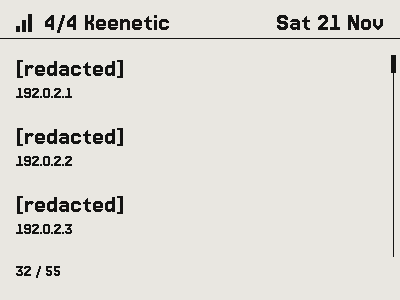 4/4 Keenetic
Sat 21 Nov
[redacted]
192.0.2.1
[redacted]
192.0.2.2
[redacted]
192.0.2.3
32 / 55